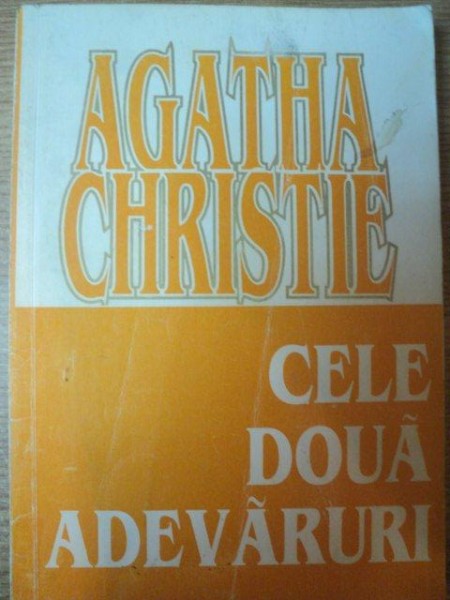 AGATHA
CHRISTIE
CELE
DOUÃ
ADEVÃRURI